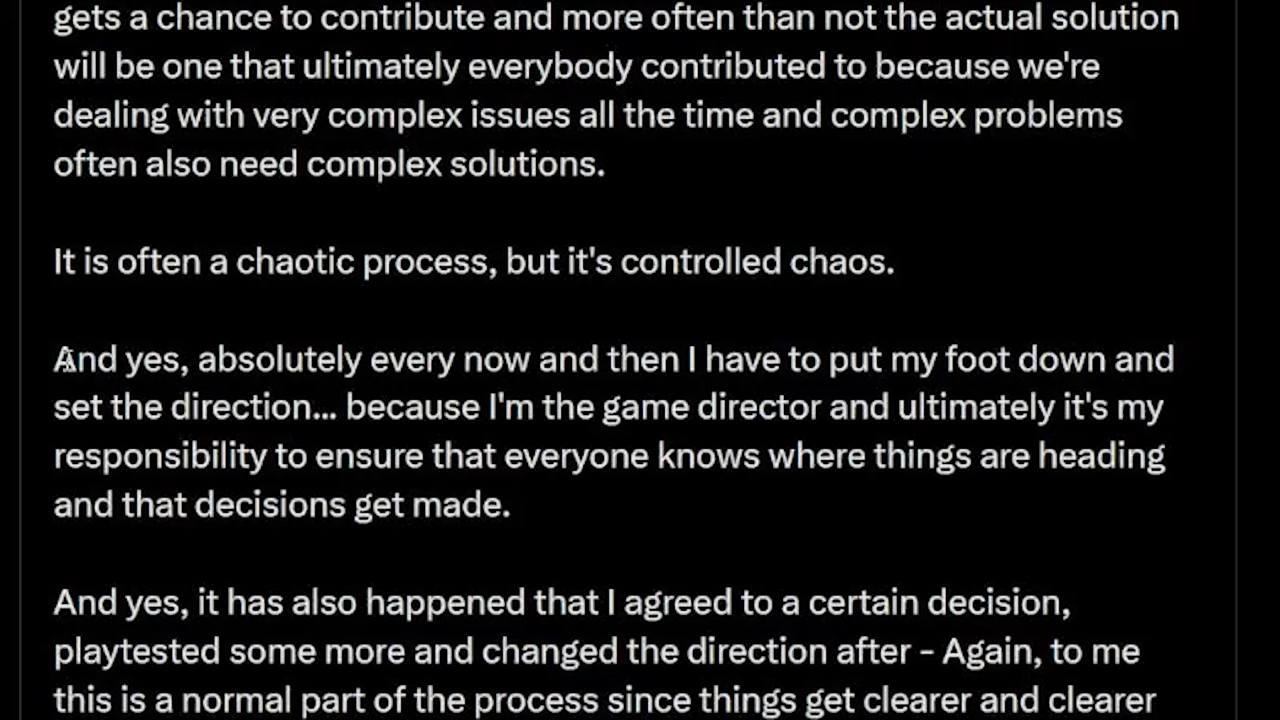 gets a chance to contribute and more often than not the actual solution
will be one that ultimately everybody contributed to because we're
dealing with very complex issues all the time and complex problems
often also need complex solutions.
It is often a chaotic process, but it's controlled chaos.
And yes, absolutely every now and then I have to put my foot down and
set the direction... because I'm the game director and ultimately it's my
responsibility to ensure that everyone knows where things are heading
and that decisions get made.
And yes, it has also happened that I agreed to a certain decision,
playtested some more and changed the direction after - Again, to me
this is a normal part of the process since things get clearer and clearer